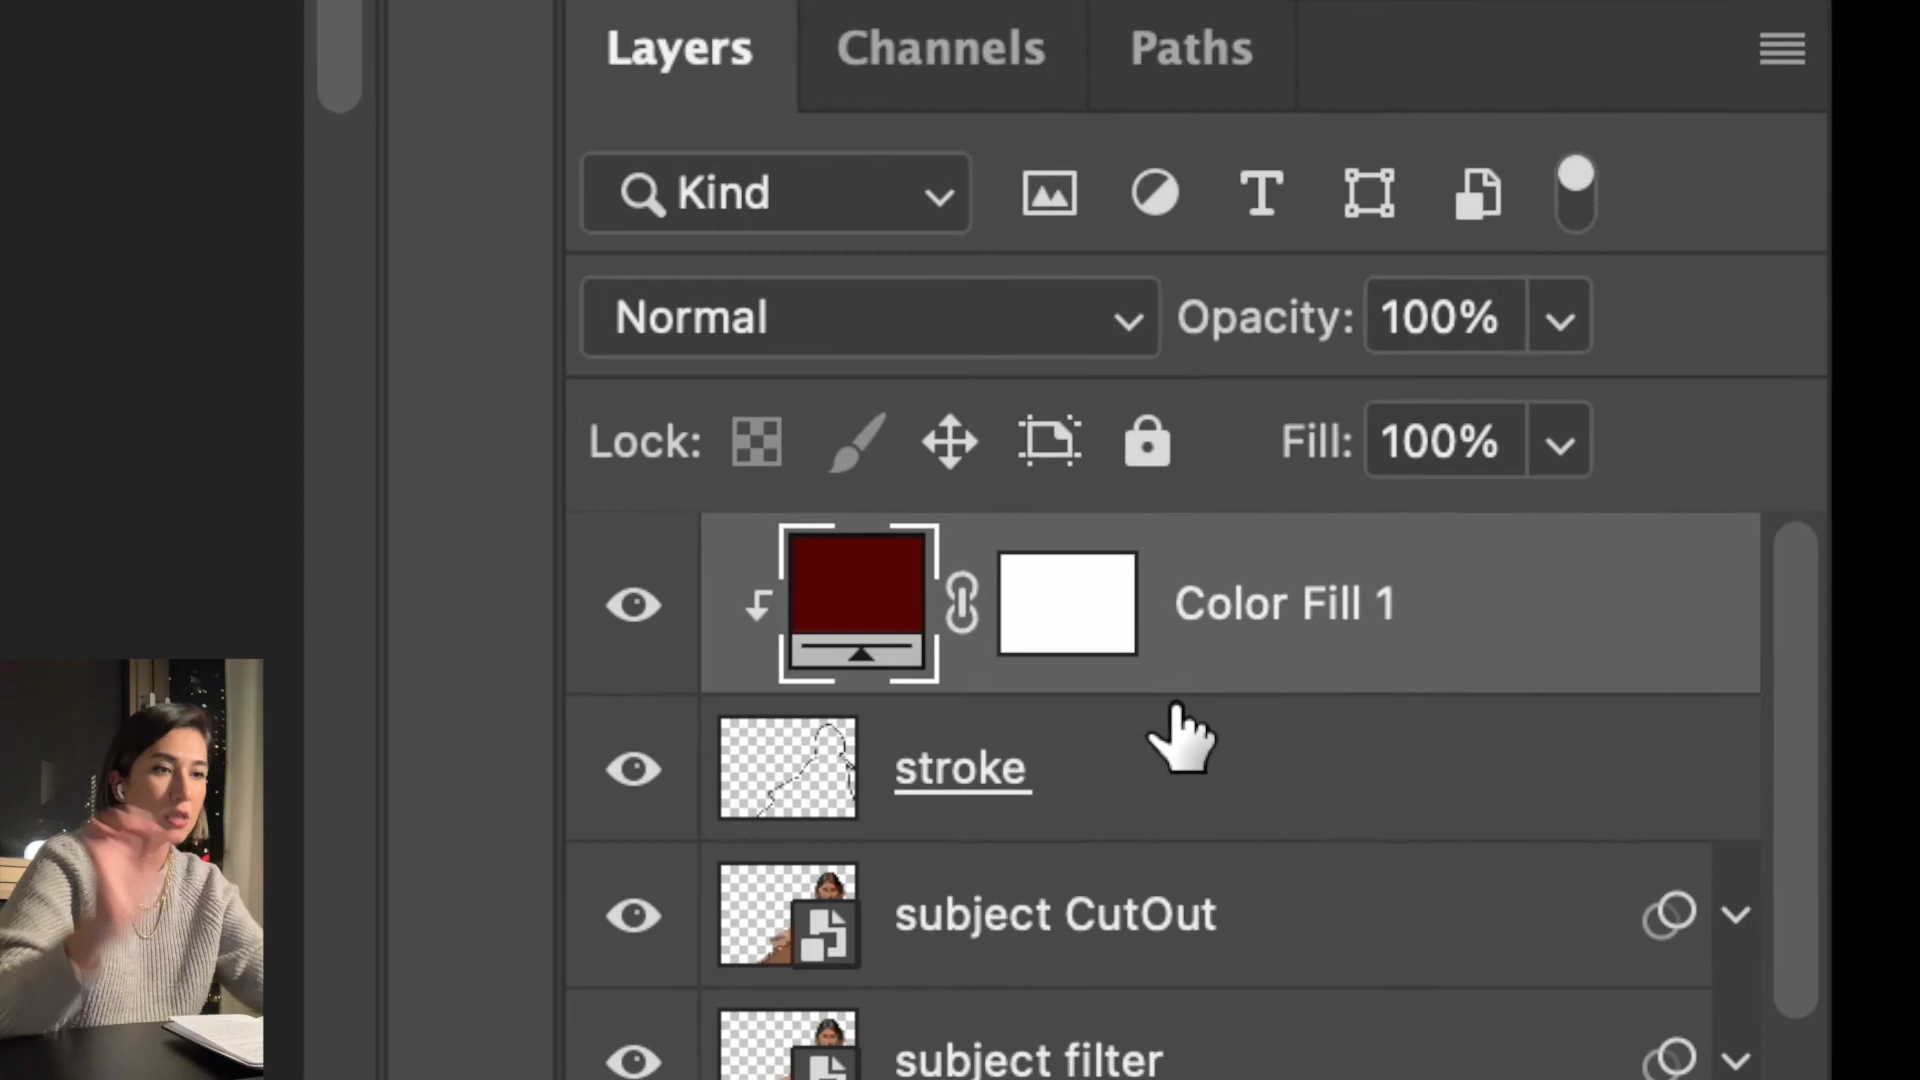 Layers Channels Paths
Kind
Normal Opacity: 100%
Lock: Fill: 100%
Color Fill 1
stroke
subject CutOut
subject filter